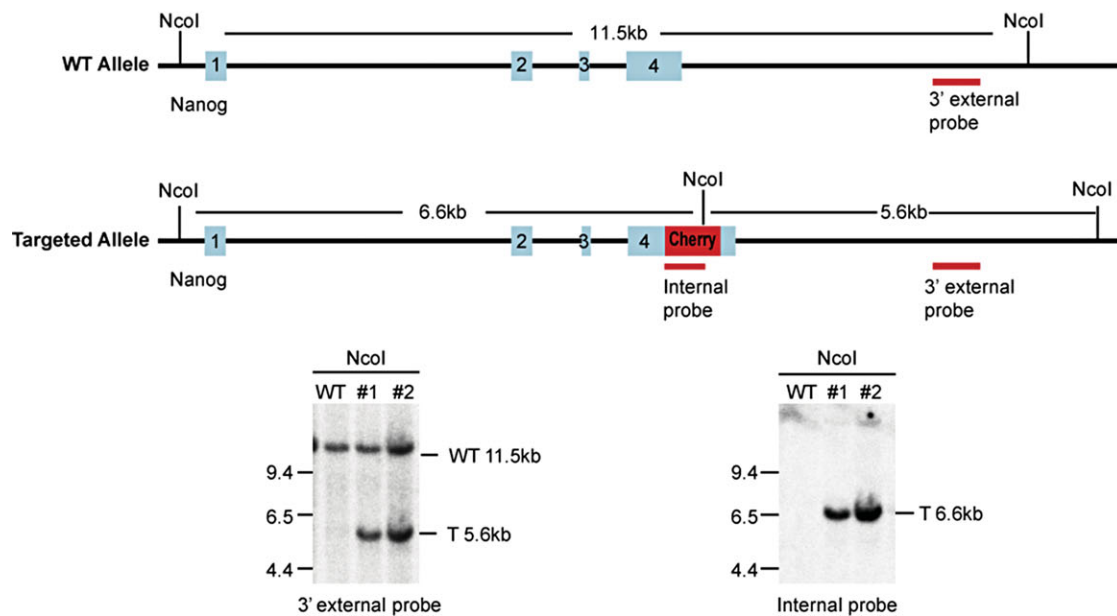 NcoI
NcoI
11.5kb
WT Allele
1
2
3
4
Nanog
3' external
probe
NcoI
NcoI
NcoI
6.6kb
5.6kb
Targeted Allele
1
2
3
4
Cherry
Nanog
Internal
probe
3' external
probe
NcoI
WT #1 #2
WT 11.5kb
9.4
6.5
T 5.6kb
4.4
3' external probe
NcoI
WT #1 #2
9.4
6.5
T 6.6kb
4.4
Internal probe